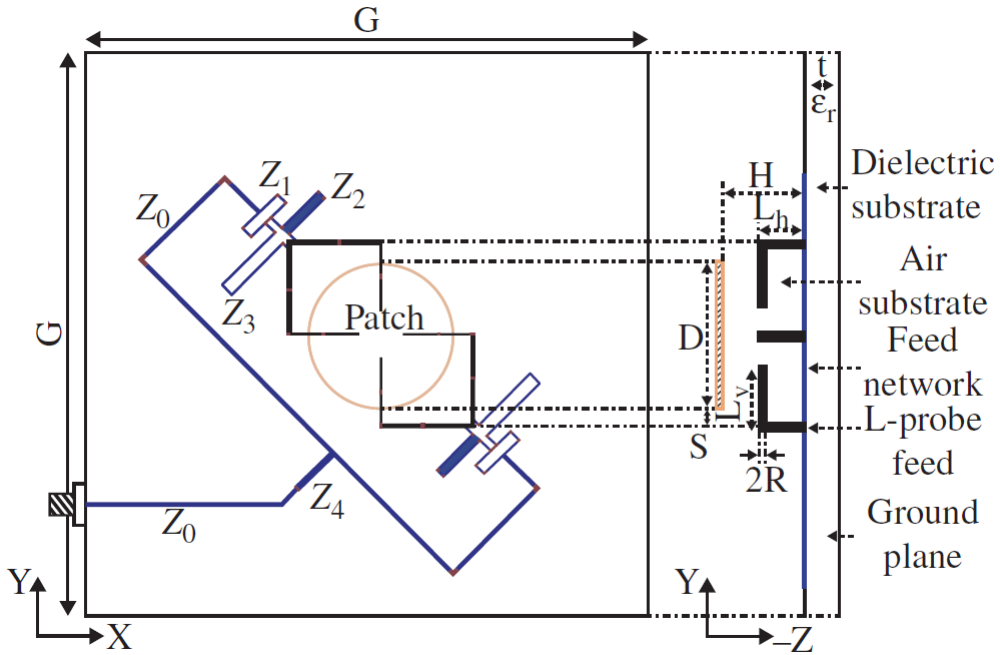 G
G
Z0
Z1
Z2
Z3
Patch
Z4
Z0
Y
X
t
εr
H
Lh
D
Lv
S
2R
Y
–Z
Dielectric
substrate
Air
substrate
Feed
network
L-probe
feed
Ground
plane